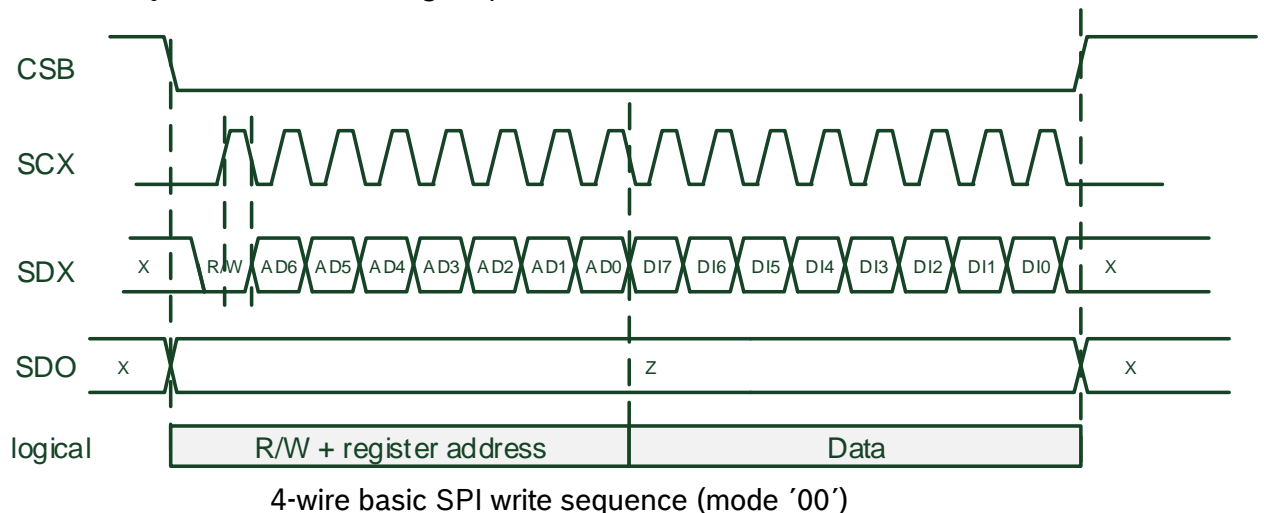 CSB
SCX
SDX X R/W AD6 AD5 AD4 AD3 AD2 AD1 AD0 DI7 DI6 DI5 DI4 DI3 DI2 DI1 DI0 X
SDO X Z X
logical R/W + register address Data
4-wire basic SPI write sequence (mode ´00´)